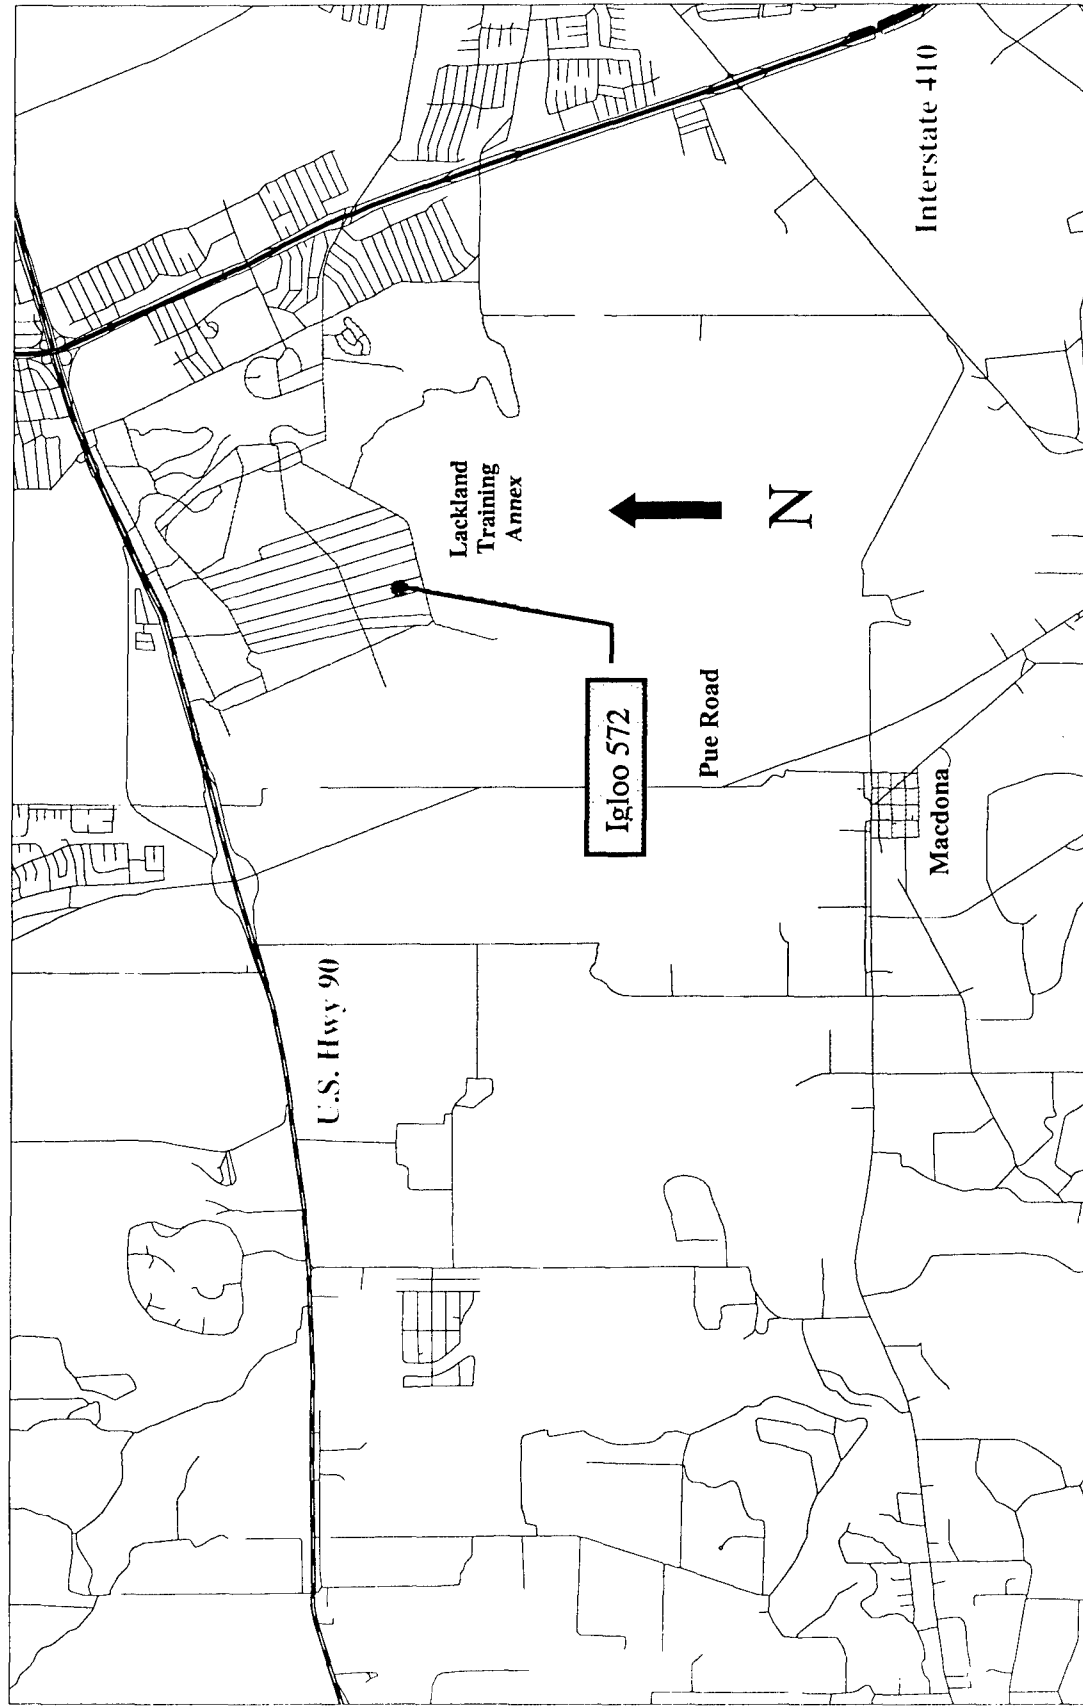 U.S. Hwy 90
Lackland
Training
Annex
Igloo 572
Pue Road
N
Macdona
Interstate 410